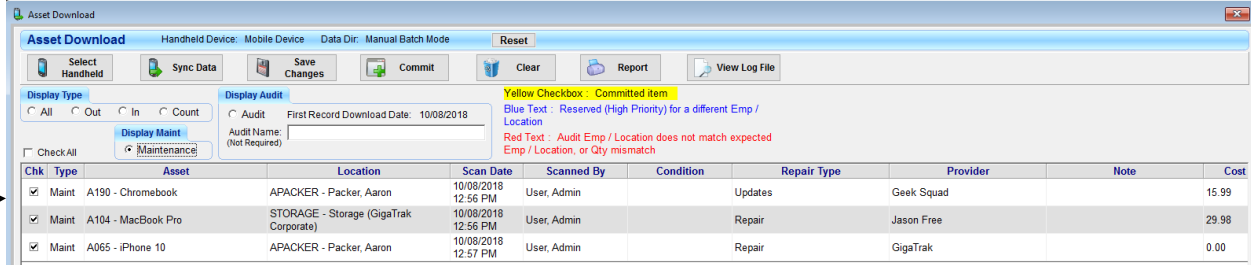 Asset Download
Asset Download Handheld Device: Mobile Device Data Dir: Manual Batch Mode Reset
Select Handheld Sync Data Save Changes Commit Clear Report View Log File
Display Type
All Out In Count
Display Maint
Maintenance
Check All
Display Audit
Audit First Record Download Date: 10/08/2018
Audit Name:
(Not Required)
Yellow Checkbox : Committed item
Blue Text : Reserved (High Priority) for a different Emp /
Location
Red Text : Audit Emp / Location does not match expected
Emp / Location, or Qty mismatch
Chk Type Asset Location Scan Date Scanned By Condition Repair Type Provider Note Cost
Maint A190 - Chromebook APACKER - Packer, Aaron 10/08/2018 12:56 PM User, Admin Updates Geek Squad 15.99
Maint A104 - MacBook Pro STORAGE - Storage (GigaTrak Corporate) 10/08/2018 12:56 PM User, Admin Repair Jason Free 29.98
Maint A065 - iPhone 10 APACKER - Packer, Aaron 10/08/2018 12:57 PM User, Admin Repair GigaTrak 0.00